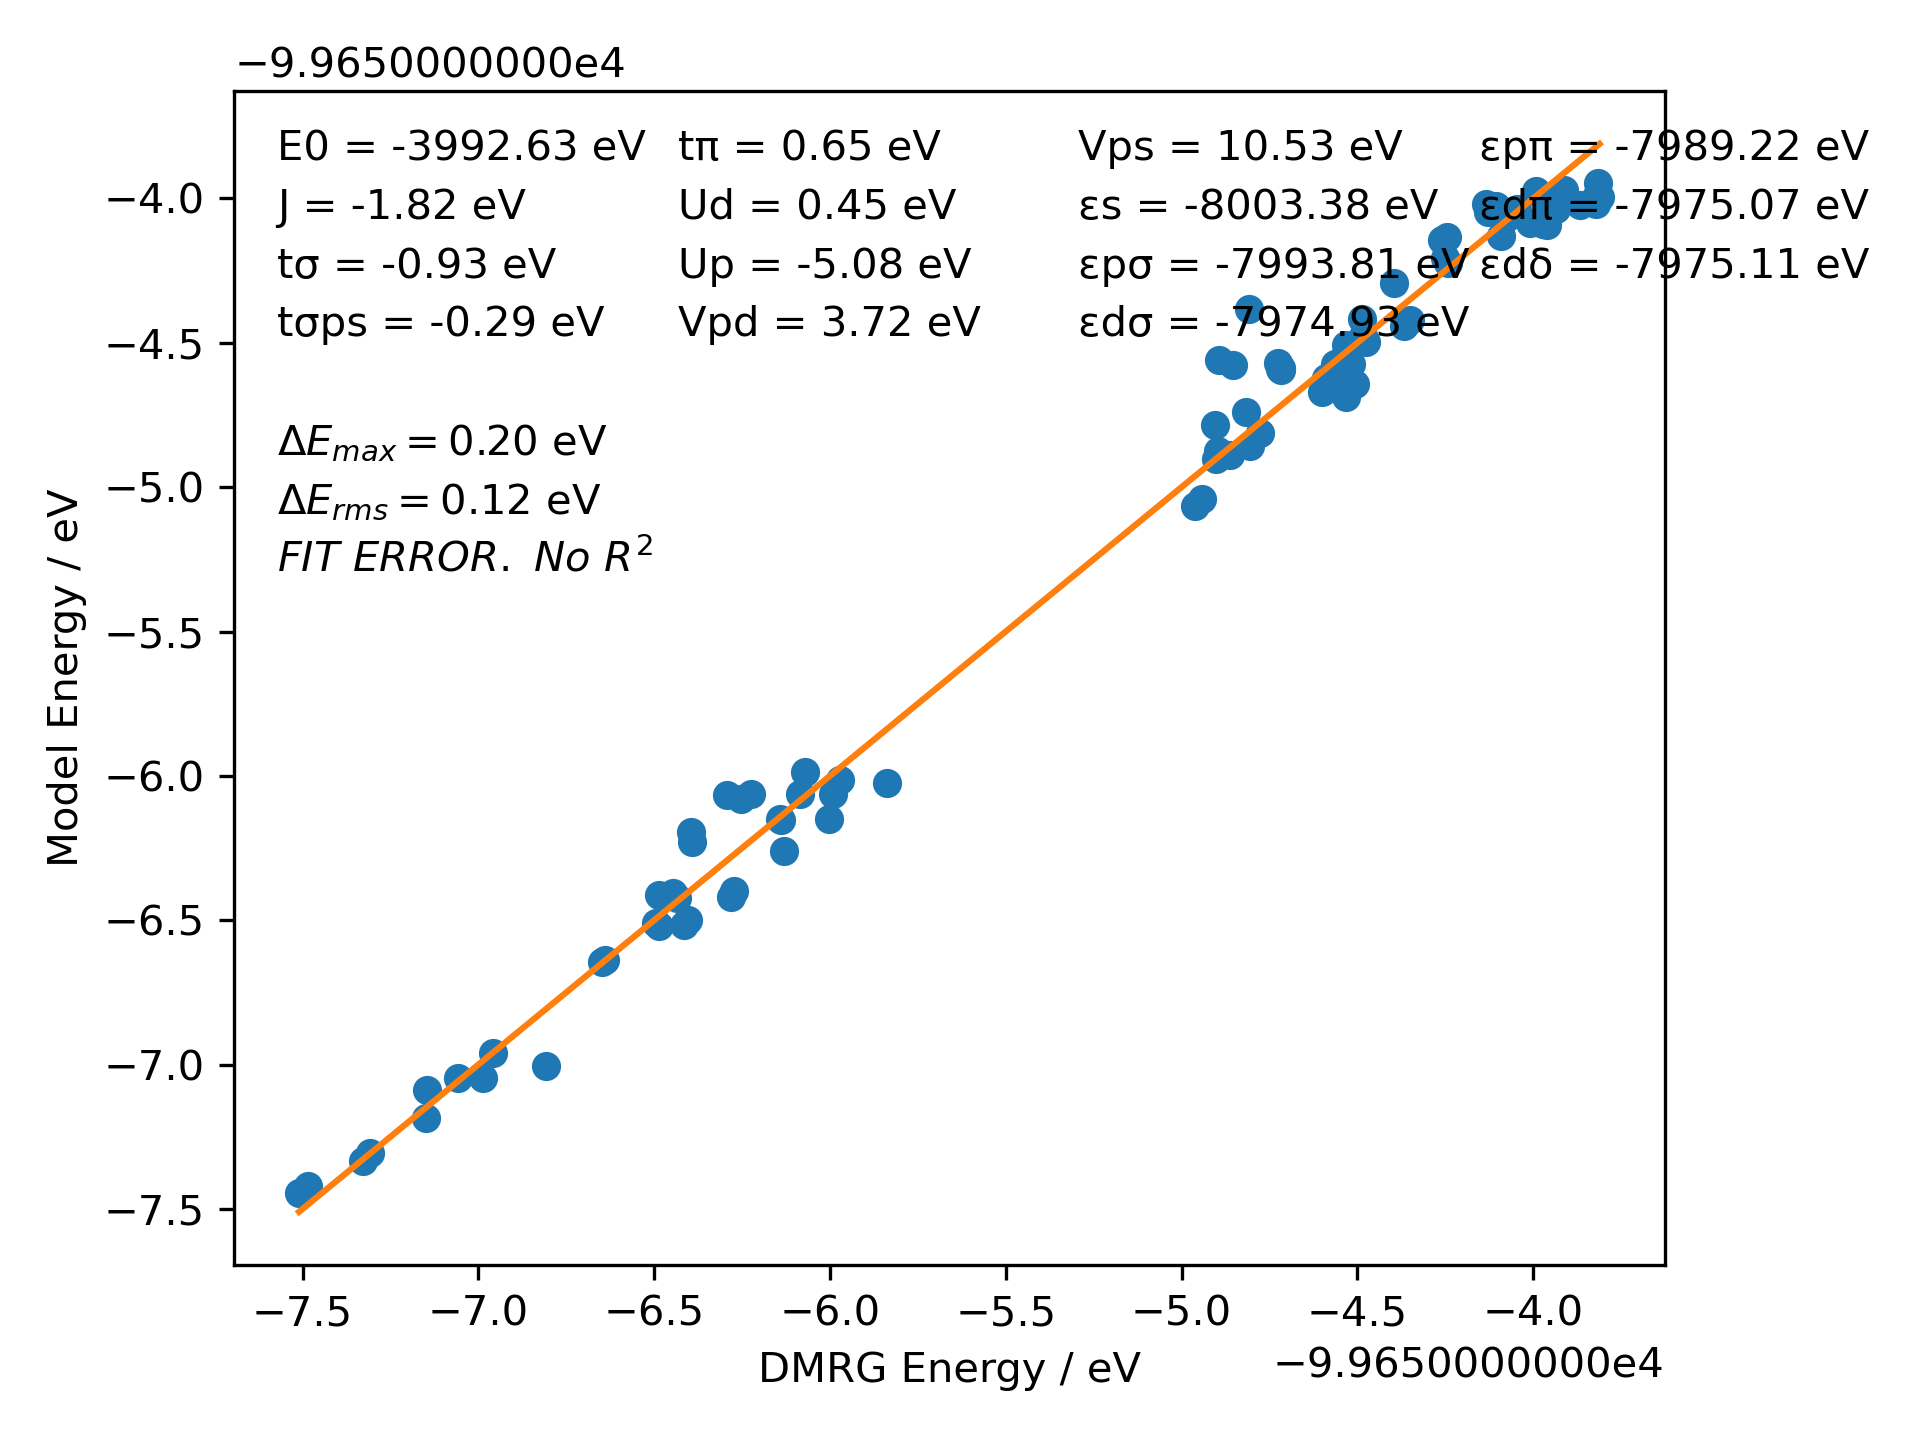 −9.9650000000e4
E0 = -3992.63 eV tπ = 0.65 eV Vps = 10.53 eV εpπ = -7989.22 eV
J = -1.82 eV Ud = 0.45 eV εs = -8003.38 eV εdπ = -7975.07 eV
tσ = -0.93 eV Up = -5.08 eV εpσ = -7993.81 eV εdδ = -7975.11 eV
tσps = -0.29 eV Vpd = 3.72 eV εdσ = -7974.93 eV
ΔE_max = 0.20 eV
ΔE_rms = 0.12 eV
FIT ERROR. No R²
Model Energy / eV
−4.0
−4.5
−5.0
−5.5
−6.0
−6.5
−7.0
−7.5
−7.5 −7.0 −6.5 −6.0 −5.5 −5.0 −4.5 −4.0
DMRG Energy / eV
−9.9650000000e4